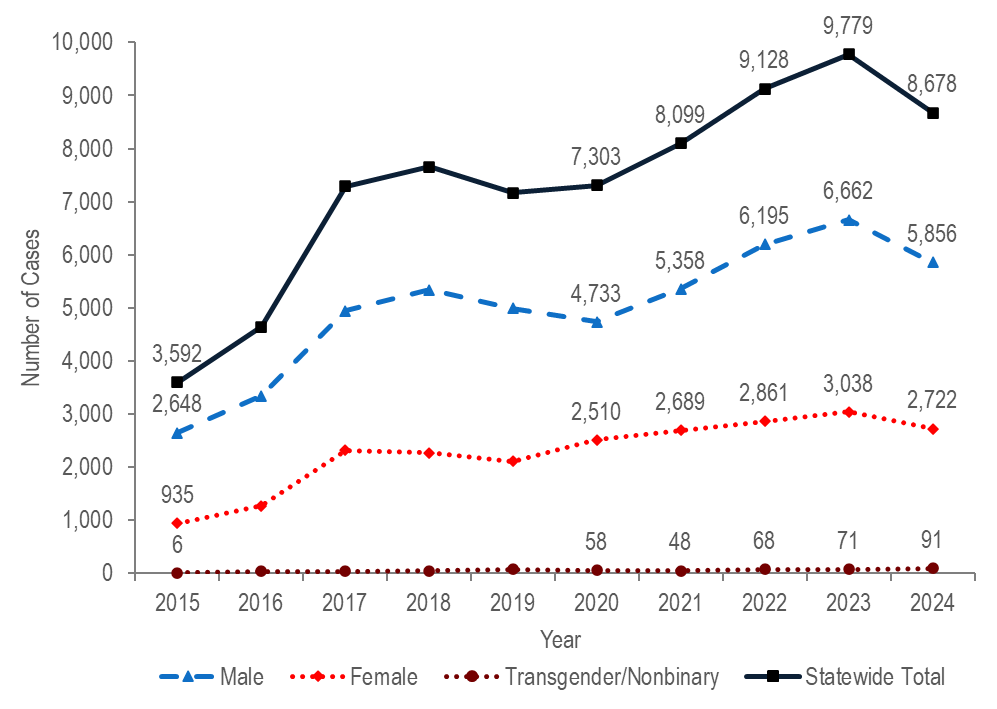 10,000
9,000
8,000
7,000
6,000
5,000
4,000
3,000
2,000
1,000
0
Number of Cases
3,592 7,303 8,099 9,128 9,779 8,678
2,648 4,733 5,358 6,195 6,662 5,856
935 2,510 2,689 2,861 3,038 2,722
6 58 48 68 71 91
2015 2016 2017 2018 2019 2020 2021 2022 2023 2024
Year
Male Female Transgender/Nonbinary Statewide Total